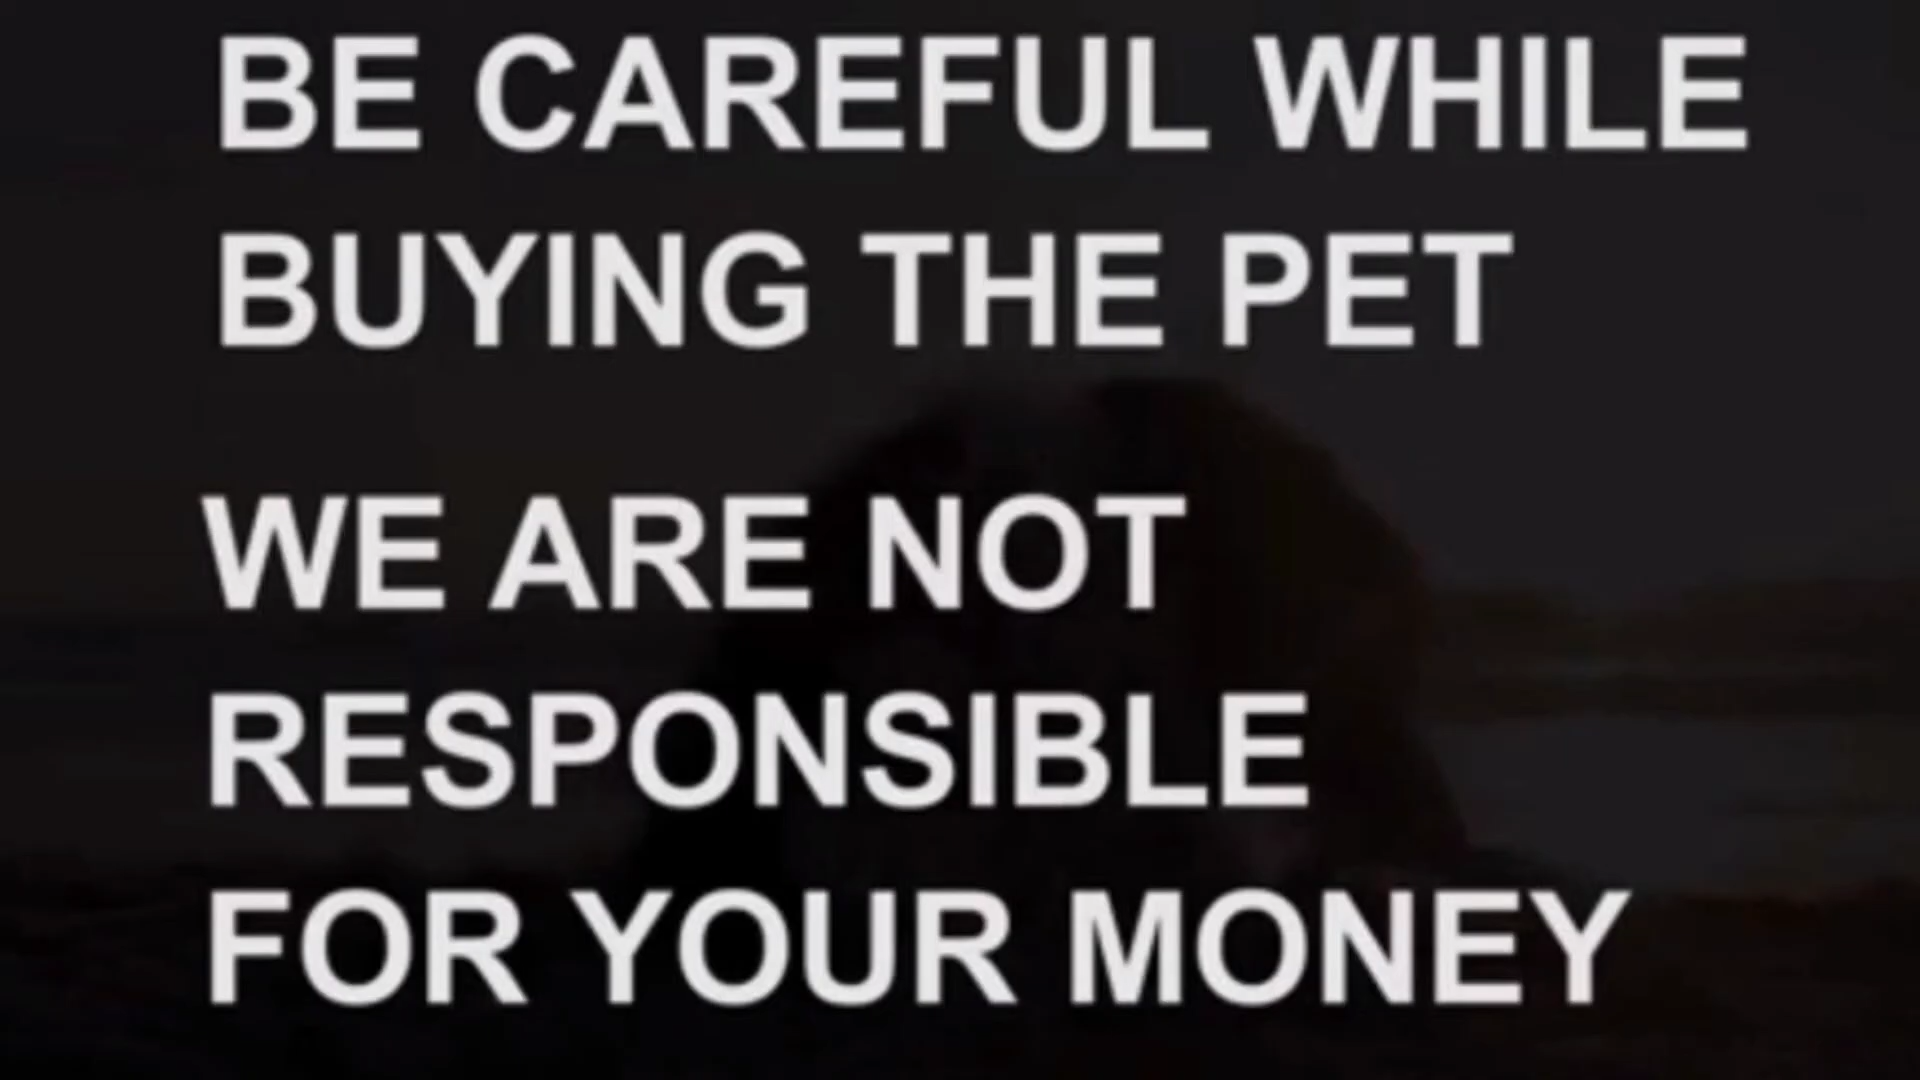 BE CAREFUL WHILE
BUYING THE PET
WE ARE NOT
RESPONSIBLE
FOR YOUR MONEY